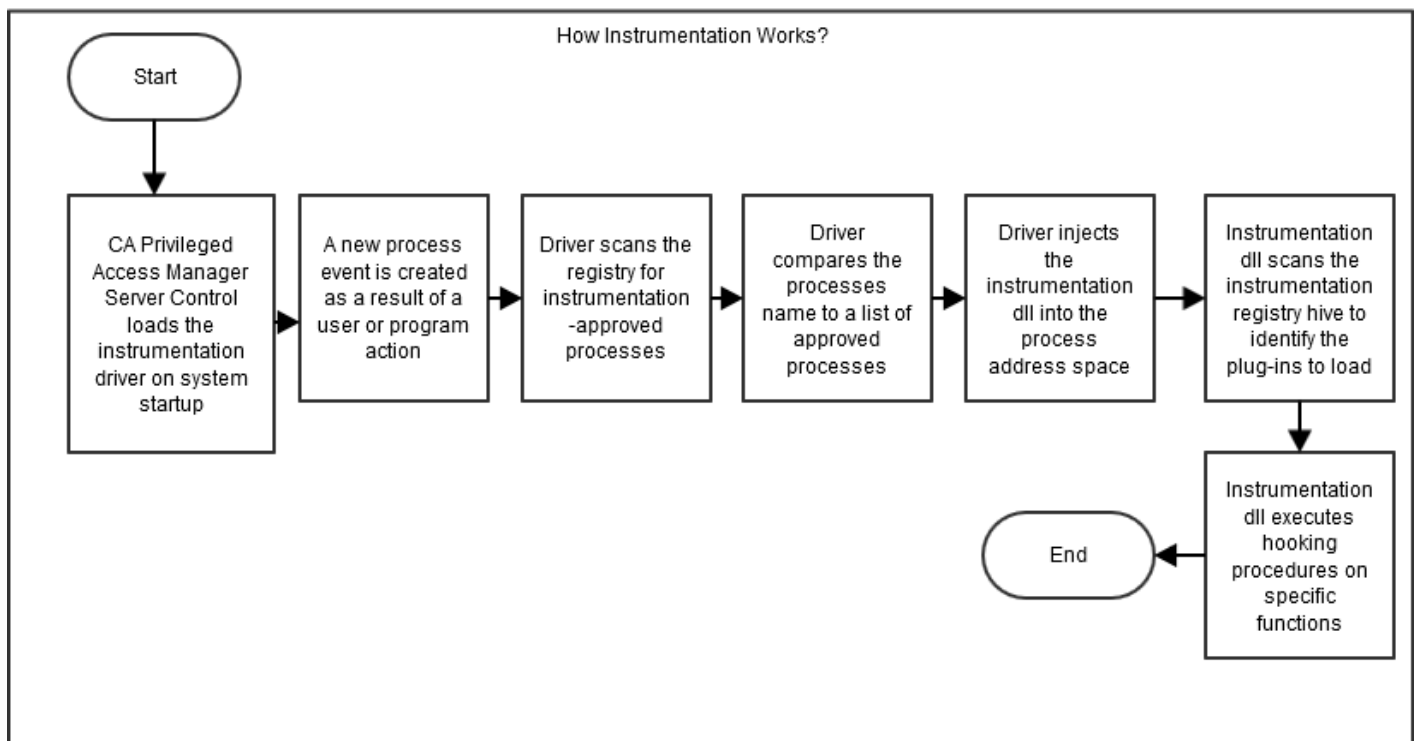 How Instrumentation Works?
Start
CA Privileged
Access Manager
Server Control
loads the
instrumentation
driver on system
startup
A new process
event is created
as a result of a
user or program
action
Driver scans the
registry for
instrumentation
-approved
processes
Driver
compares the
processes
name to a list of
approved
processes
Driver injects
the
instrumentation
dll into the
process
address space
Instrumentation
dll scans the
instrumentation
registry hive to
identify the
plug-ins to load
Instrumentation
dll executes
hooking
procedures on
specific
functions
End